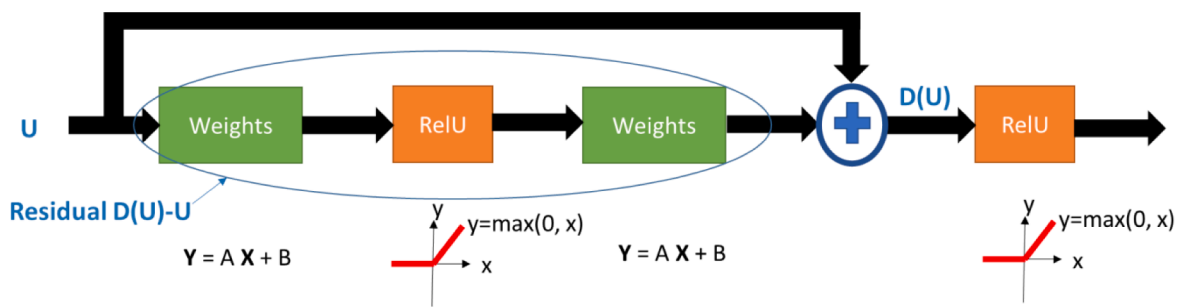 U
Weights
RelU
Weights
D(U)
RelU
Residual D(U)-U
Y = A X + B
y
y=max(0, x)
x
Y = A X + B
y
y=max(0, x)
x